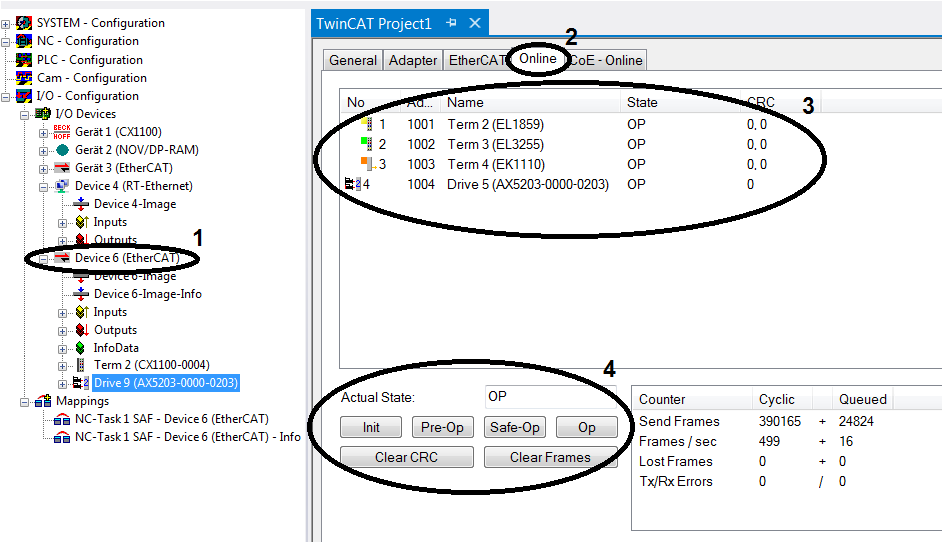 SYSTEM - Configuration
NC - Configuration
PLC - Configuration
Cam - Configuration
I/O - Configuration
I/O Devices
BECK
HOFF
Gerät 1 (CX1100)
Gerät 2 (NOV/DP-RAM)
Gerät 3 (EtherCAT)
Device 4 (RT-Ethernet)
Device 4-Image
Inputs
Outputs
1
Device 6 (EtherCAT)
Device 6-Image
Device 6-Image-Info
Inputs
Outputs
InfoData
Term 2 (CX1100-0004)
Drive 9 (AX5203-0000-0203)
Mappings
NC-Task 1 SAF - Device 6 (EtherCAT)
NC-Task 1 SAF - Device 6 (EtherCAT) - Info
TwinCAT Project1
2
General Adapter EtherCAT Online CoE - Online
3
No Ad... Name State CRC
1 1001 Term 2 (EL1859) OP 0, 0
2 1002 Term 3 (EL3255) OP 0, 0
3 1003 Term 4 (EK1110) OP 0, 0
4 1004 Drive 5 (AX5203-0000-0203) OP 0
4
Actual State: OP
Init Pre-Op Safe-Op Op
Clear CRC Clear Frames
Counter Cyclic Queued
Send Frames 390165 + 24824
Frames / sec 499 + 16
Lost Frames 0 + 0
Tx/Rx Errors 0 / 0